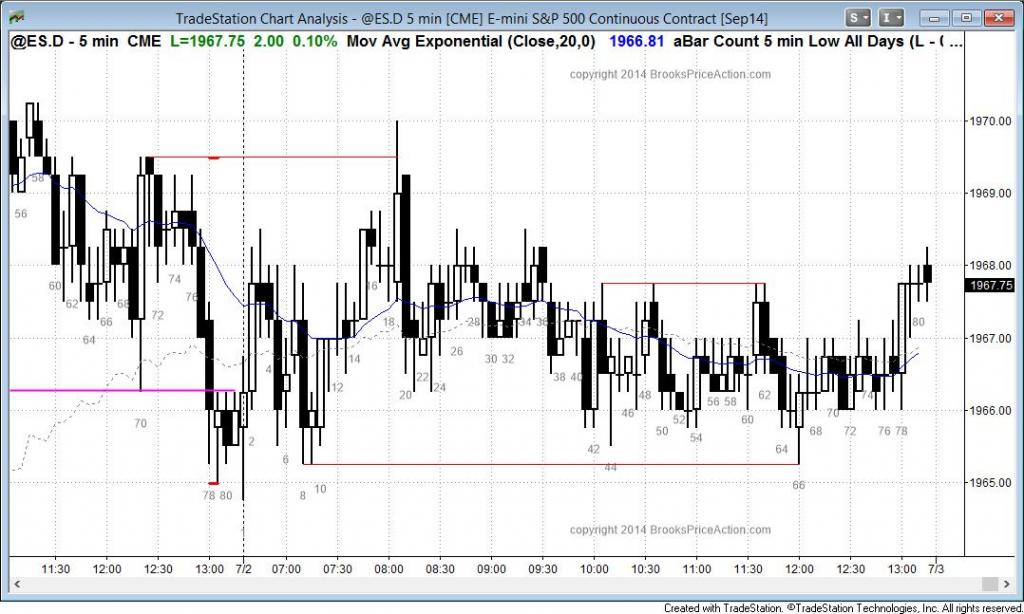 TradeStation Chart Analysis - @ES.D 5 min [CME] E-mini S&P 500 Continuous Contract [Sep14]
S I
@ES.D - 5 min CME L=1967.75 2.00 0.10% Mov Avg Exponential (Close,20,0) 1966.81 aBar Count 5 min Low All Days (L - ...
copyright 2014 BrooksPriceAction.com
1970.00
1969.00
1968.00
1967.75
1967.00
1966.00
1965.00
56 58 60 62 64 66 68 70 72 74 76 78 80
2 4 6 8 10 12 14 16 18 20 22 24 26 28 30 32 34 36 38 40 42 44 46 48 50 52 54 56 58 60 62 64 66 68 70 72 74 76 78 80
copyright 2014 BrooksPriceAction.com
11:30 12:00 12:30 13:00 7/2 07:00 07:30 08:00 08:30 09:00 09:30 10:00 10:30 11:00 11:30 12:00 12:30 13:00 7/3
Created with TradeStation. ©TradeStation Technologies, Inc. All rights reserved.